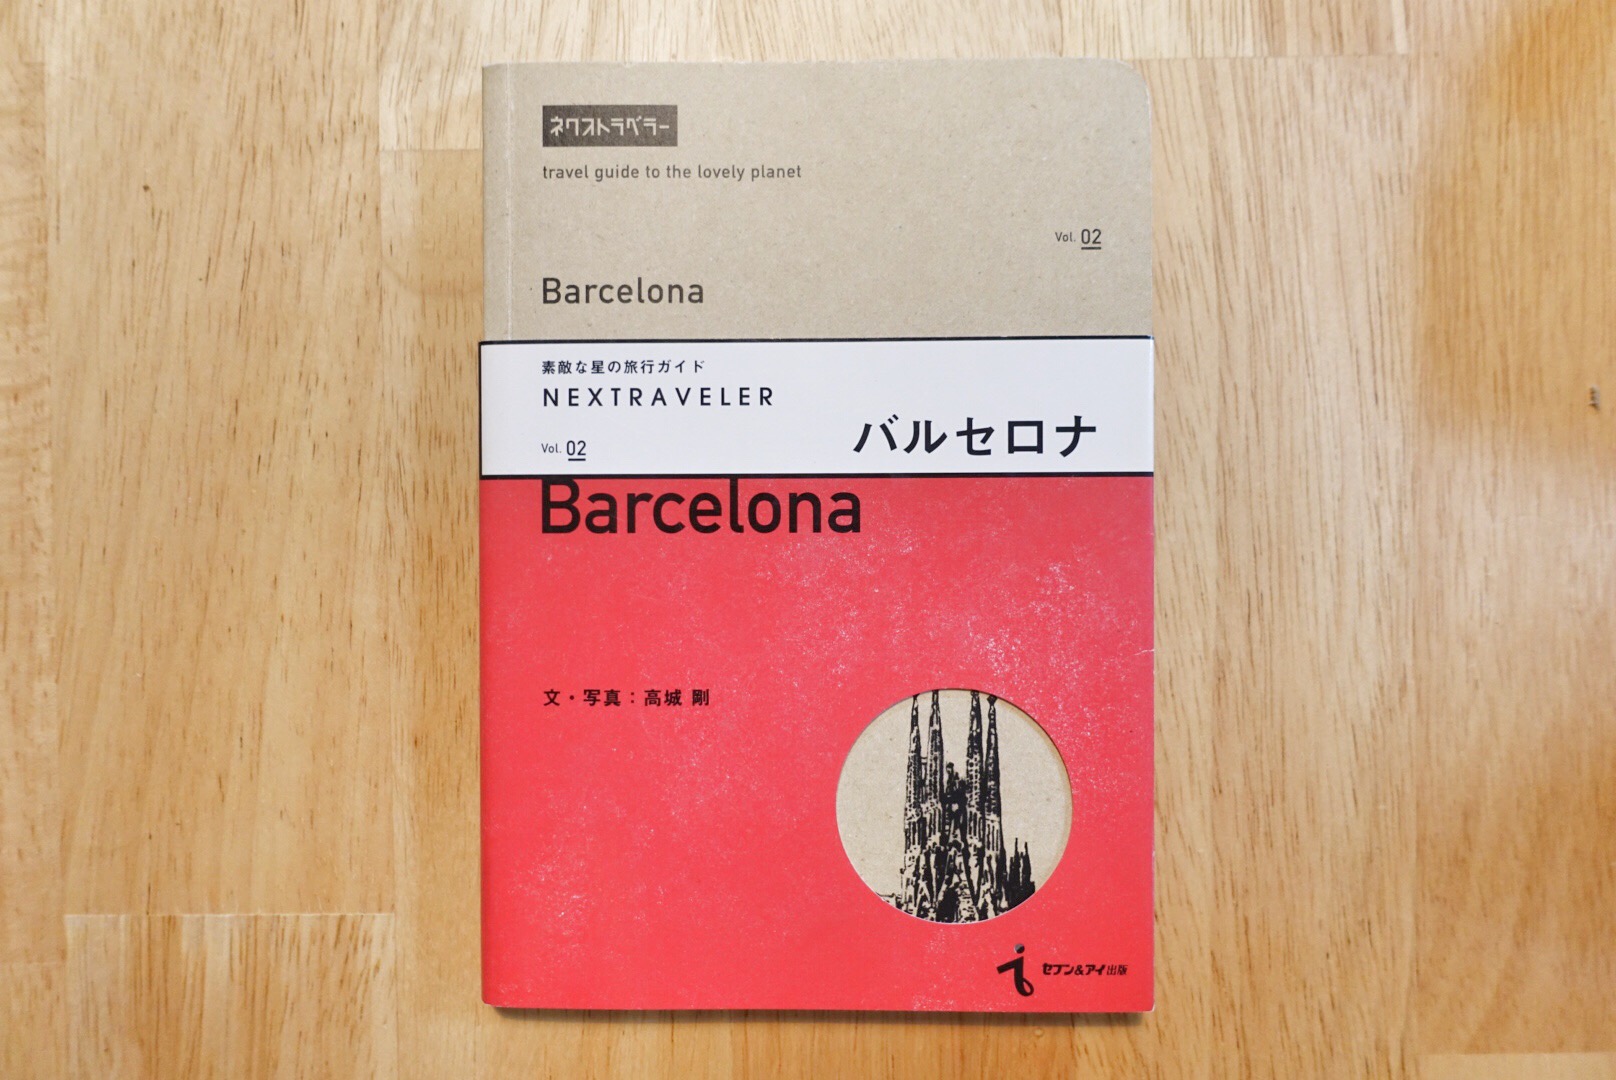 ネクストラベラー
travel guide to the lovely planet
Vol. 02
Barcelona
素敵な星の旅行ガイド
NEXTRAVELER
バルセロナ
Vol. 02
Barcelona
文・写真：高城 剛
セブン&アイ出版